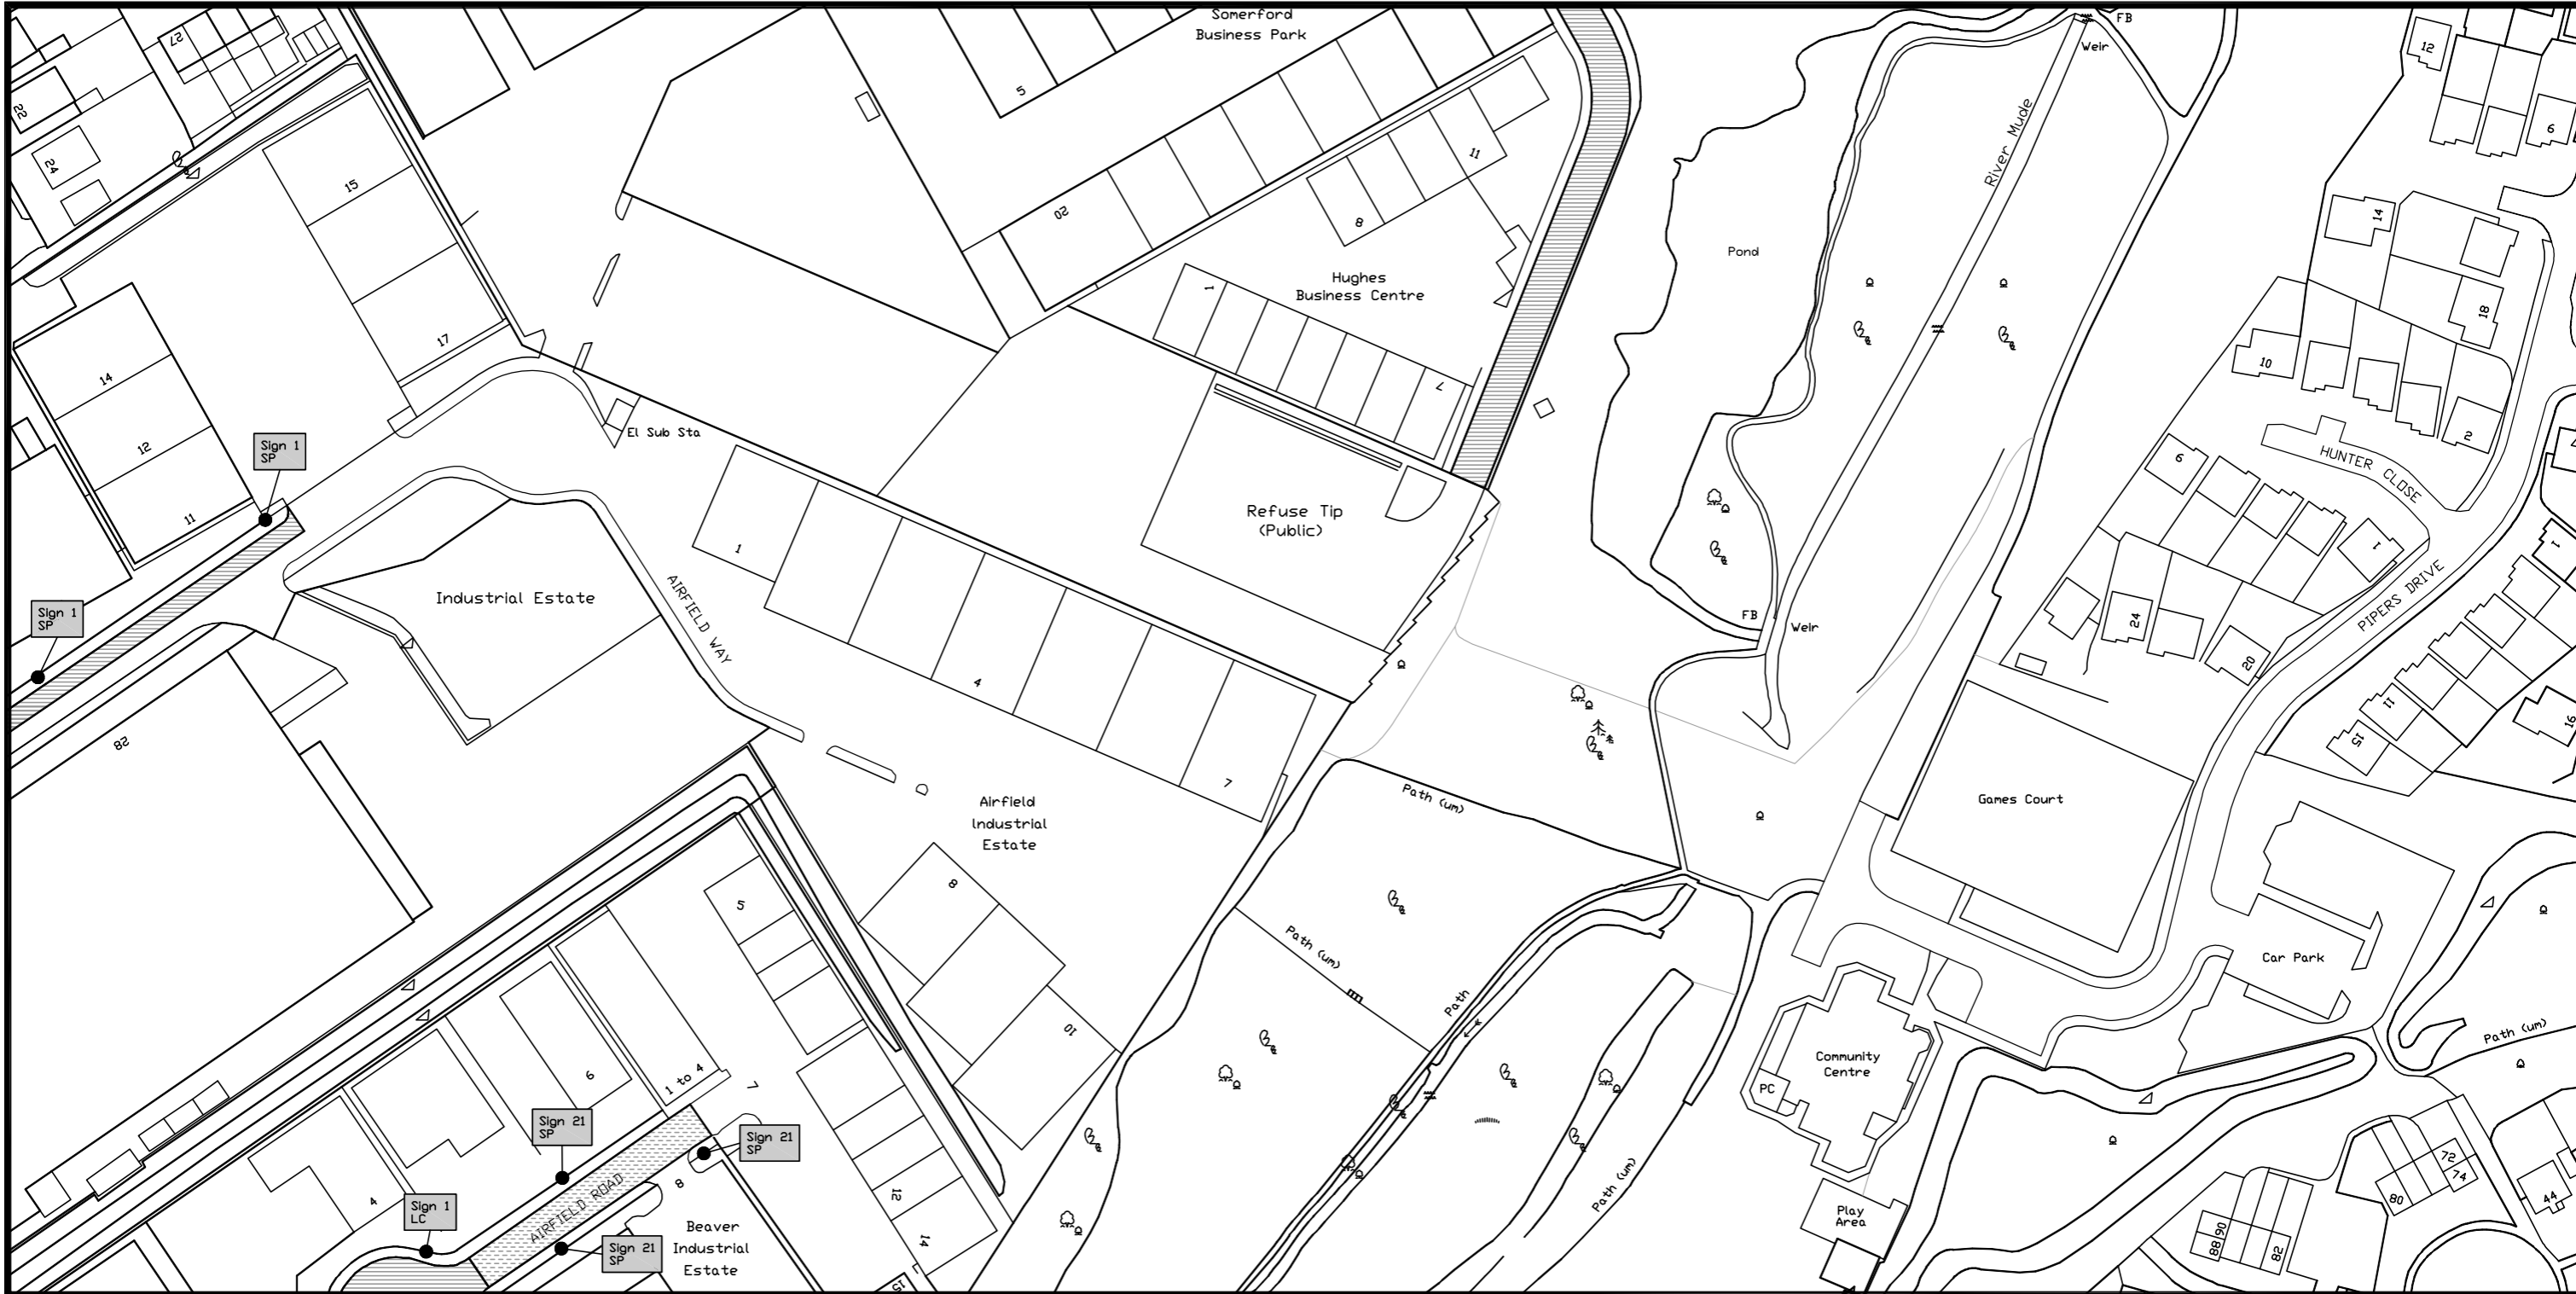 Somerford
Business Park
FB
Weir
27
12
22
5
6
24
15
11
River Mude
20
8
14
Pond
Hughes
Business Centre
1
18
17
14
10
7
El Sub Sta
2
12
Sign 1
SP
HUNTER CLOSE
6
11
Refuse Tip
(Public)
1
1
1
Industrial Estate
AIRFIELD WAY
PIPERS DRIVE
Sign 1
SP
FB
Weir
24
20
4
11
16
15
28
7
Path (um)
Games Court
Airfield
Industrial
Estate
8
5
Path (um)
Car Park
Path
10
Path (um)
Community
Centre
PC
6
1 to 4
7
Sign 21
SP
Sign 21
SP
72
74
80
44
4
8
12
Path (um)
Sign 1
LC
AIRFIELD ROAD
Play
Area
90
88
82
Beaver
Industrial
Estate
Sign 21
SP
14
15